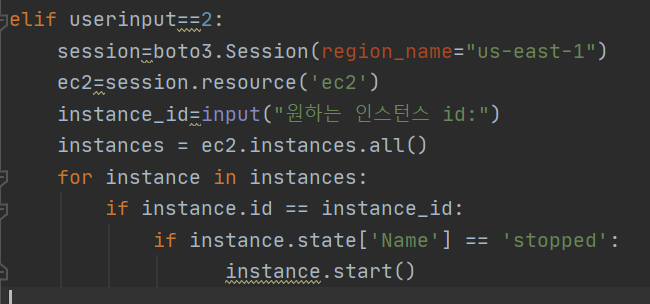 elif userinput==2:
session=boto3.Session(region_name="us-east-1")
ec2=session.resource('ec2')
instance_id=input("원하는 인스턴스 id:")
instances = ec2.instances.all()
for instance in instances:
if instance.id == instance_id:
if instance.state['Name'] == 'stopped':
instance.start()